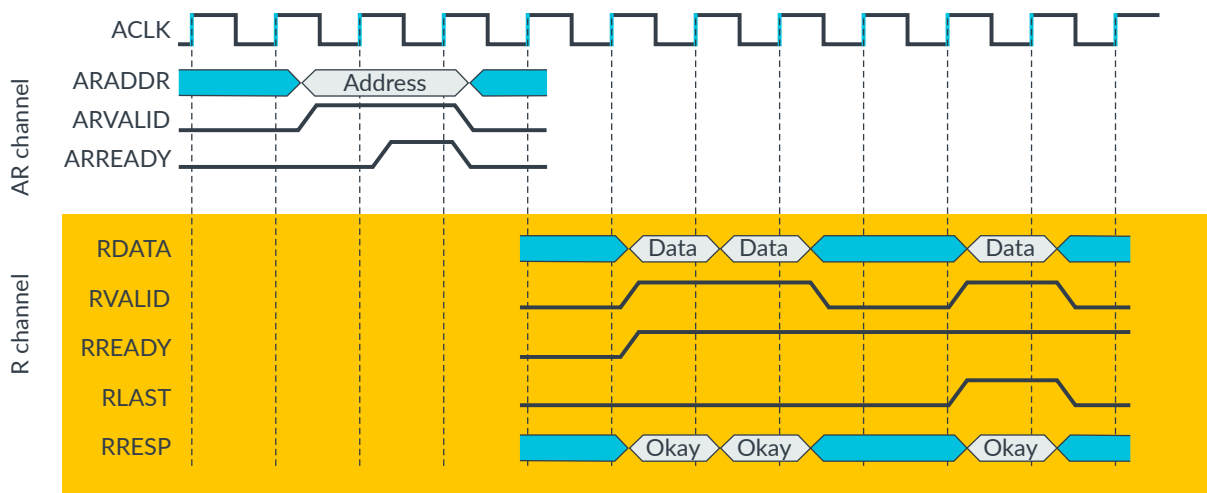 ACLK
AR channel
ARADDR Address
ARVALID
ARREADY
R channel
RDATA Data Data Data
RVALID
RREADY
RLAST
RRESP Okay Okay Okay